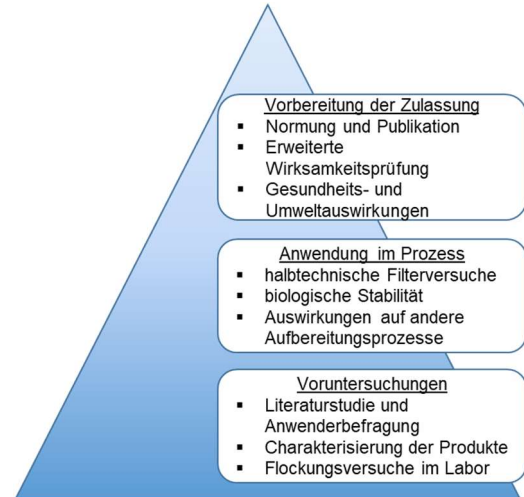 Vorbereitung der Zulassung
▪ Normung und Publikation
▪ Erweiterte
Wirksamkeitsprüfung
▪ Gesundheits- und
Umweltauswirkungen
Anwendung im Prozess
▪ halbtechnische Filterversuche
▪ biologische Stabilität
▪ Auswirkungen auf andere
Aufbereitungsprozesse
Voruntersuchungen
▪ Literaturstudie und
Anwenderbefragung
▪ Charakterisierung der Produkte
▪ Flockungsversuche im Labor